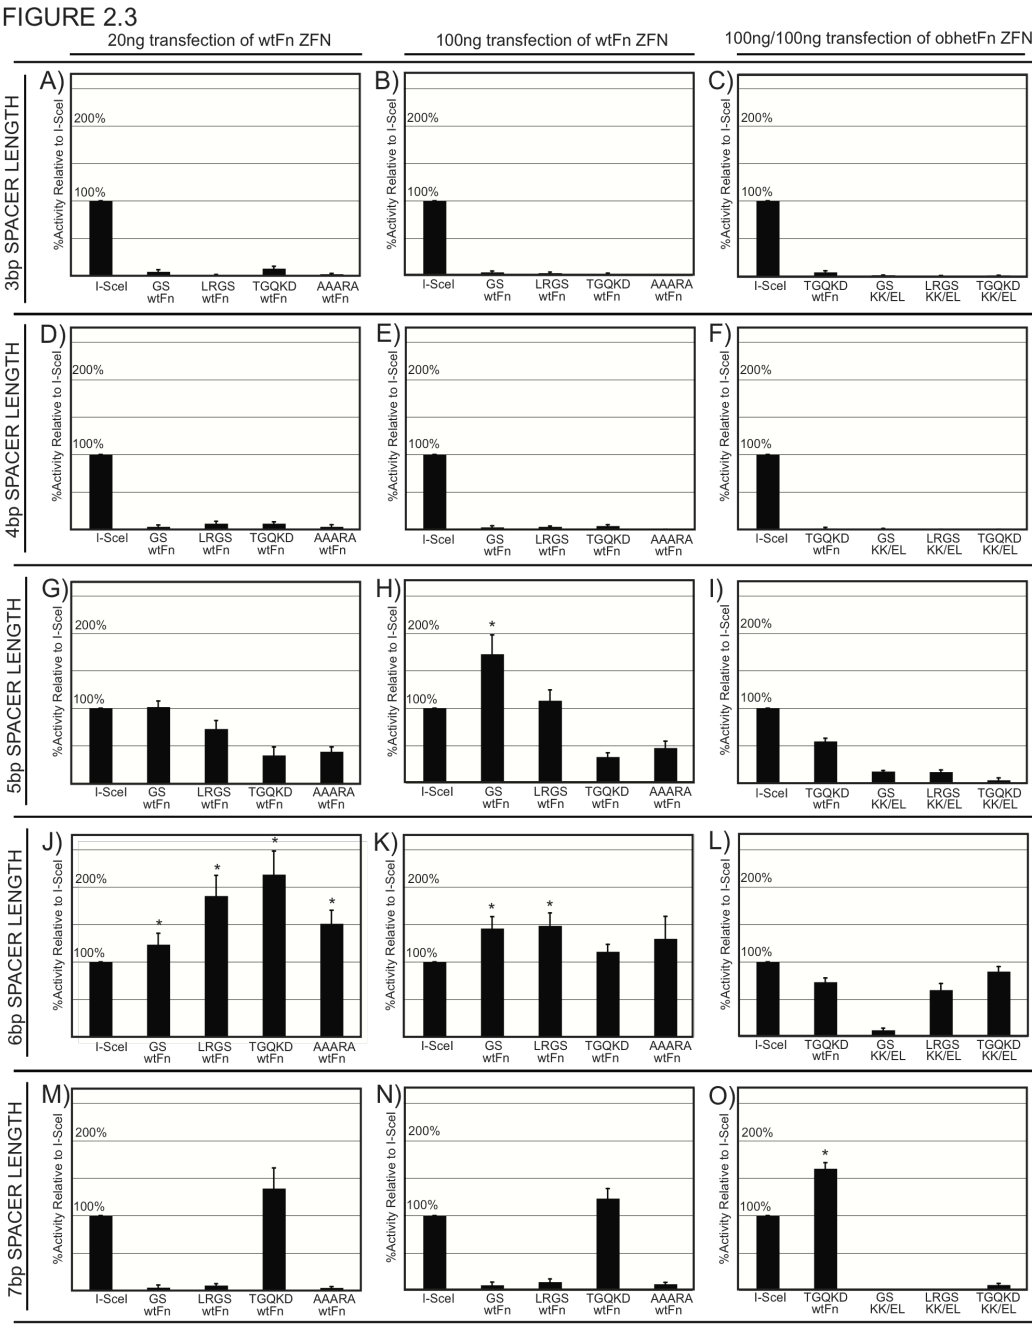 FIGURE 2.3
20ng transfection of wtFn ZFN
100ng transfection of wtFn ZFN
100ng/100ng transfection of obhetFn ZFN
3bp SPACER LENGTH
A)
%Activity Relative to I-SceI
200%
100%
I-SceI GS LRGS TGQKD AAARA
wtFn wtFn wtFn wtFn
B)
%Activity Relative to I-SceI
200%
100%
I-SceI GS LRGS TGQKD AAARA
wtFn wtFn wtFn wtFn
C)
%Activity Relative to I-SceI
200%
100%
I-SceI TGQKD GS LRGS TGQKD
wtFn KK/EL KK/EL KK/EL
4bp SPACER LENGTH
D)
%Activity Relative to I-SceI
200%
100%
I-SceI GS LRGS TGQKD AAARA
wtFn wtFn wtFn wtFn
E)
%Activity Relative to I-SceI
200%
100%
I-SceI GS LRGS TGQKD AAARA
wtFn wtFn wtFn wtFn
F)
%Activity Relative to I-SceI
200%
100%
I-SceI TGQKD GS LRGS TGQKD
wtFn KK/EL KK/EL KK/EL
5bp SPACER LENGTH
G)
%Activity Relative to I-SceI
200%
100%
I-SceI GS LRGS TGQKD AAARA
wtFn wtFn wtFn wtFn
H)
%Activity Relative to I-SceI
200%
*
100%
I-SceI GS LRGS TGQKD AAARA
wtFn wtFn wtFn wtFn
I)
%Activity Relative to I-SceI
200%
100%
I-SceI TGQKD GS LRGS TGQKD
wtFn KK/EL KK/EL KK/EL
6bp SPACER LENGTH
J)
%Activity Relative to I-SceI
200%
* * * *
100%
I-SceI GS LRGS TGQKD AAARA
wtFn wtFn wtFn wtFn
K)
%Activity Relative to I-SceI
200%
* *
100%
I-SceI GS LRGS TGQKD AAARA
wtFn wtFn wtFn wtFn
L)
%Activity Relative to I-SceI
200%
100%
I-SceI TGQKD GS LRGS TGQKD
wtFn KK/EL KK/EL KK/EL
7bp SPACER LENGTH
M)
%Activity Relative to I-SceI
200%
100%
I-SceI GS LRGS TGQKD AAARA
wtFn wtFn wtFn wtFn
N)
%Activity Relative to I-SceI
200%
100%
I-SceI GS LRGS TGQKD AAARA
wtFn wtFn wtFn wtFn
O)
%Activity Relative to I-SceI
200%
*
100%
I-SceI TGQKD GS LRGS TGQKD
wtFn KK/EL KK/EL KK/EL